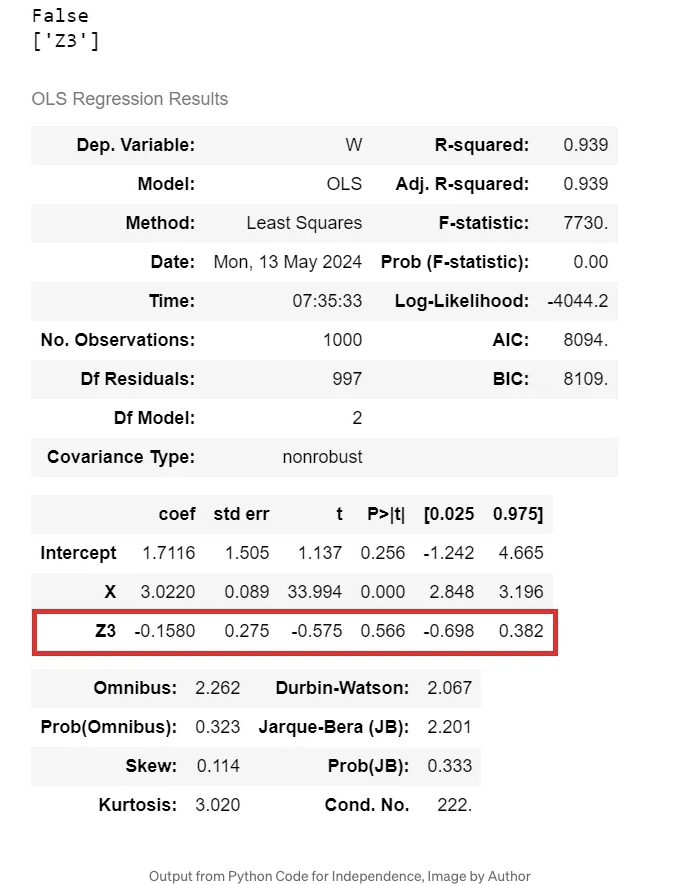 False
['Z3']
OLS Regression Results
Dep. Variable: W R-squared: 0.939
Model: OLS Adj. R-squared: 0.939
Method: Least Squares F-statistic: 7730.
Date: Mon, 13 May 2024 Prob (F-statistic): 0.00
Time: 07:35:33 Log-Likelihood: -4044.2
No. Observations: 1000 AIC: 8094.
Df Residuals: 997 BIC: 8109.
Df Model: 2
Covariance Type: nonrobust
coef std err t P>|t| [0.025 0.975]
Intercept 1.7116 1.505 1.137 0.256 -1.242 4.665
X 3.0220 0.089 33.994 0.000 2.848 3.196
Z3 -0.1580 0.275 -0.575 0.566 -0.698 0.382
Omnibus: 2.262 Durbin-Watson: 2.067
Prob(Omnibus): 0.323 Jarque-Bera (JB): 2.201
Skew: 0.114 Prob(JB): 0.333
Kurtosis: 3.020 Cond. No. 222.
Output from Python Code for Independence, Image by Author